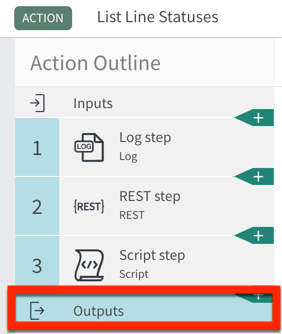 ACTION List Line Statuses
Action Outline
Inputs
+
1 LOG Log step
Log
+
2 {REST} REST step
REST
+
3 </> Script step
Script
+
Outputs